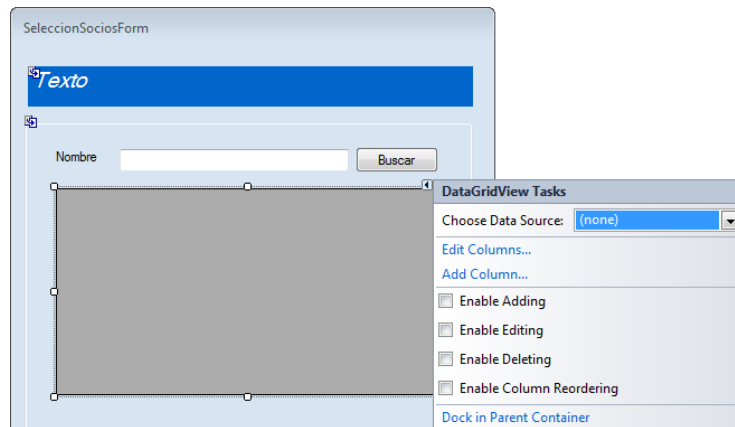 SeleccionSociosForm
Texto
Nombre
Buscar
DataGridView Tasks
Choose Data Source: (none)
Edit Columns...
Add Column...
Enable Adding
Enable Editing
Enable Deleting
Enable Column Reordering
Dock in Parent Container